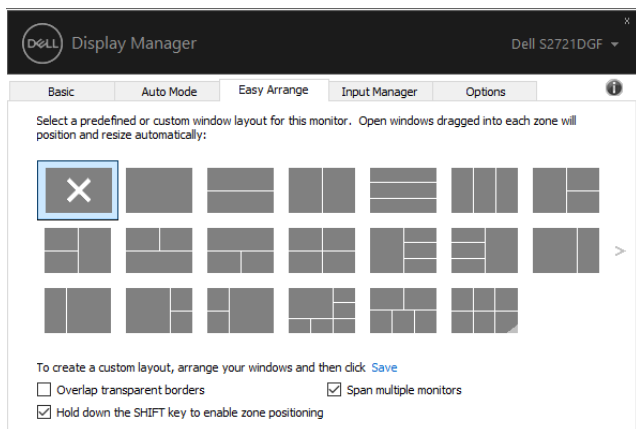 x
DELL Display Manager Dell S2721DGF
Basic Auto Mode Easy Arrange Input Manager Options i
Select a predefined or custom window layout for this monitor. Open windows dragged into each zone will
position and resize automatically:
>
To create a custom layout, arrange your windows and then click Save
Overlap transparent borders Span multiple monitors
Hold down the SHIFT key to enable zone positioning